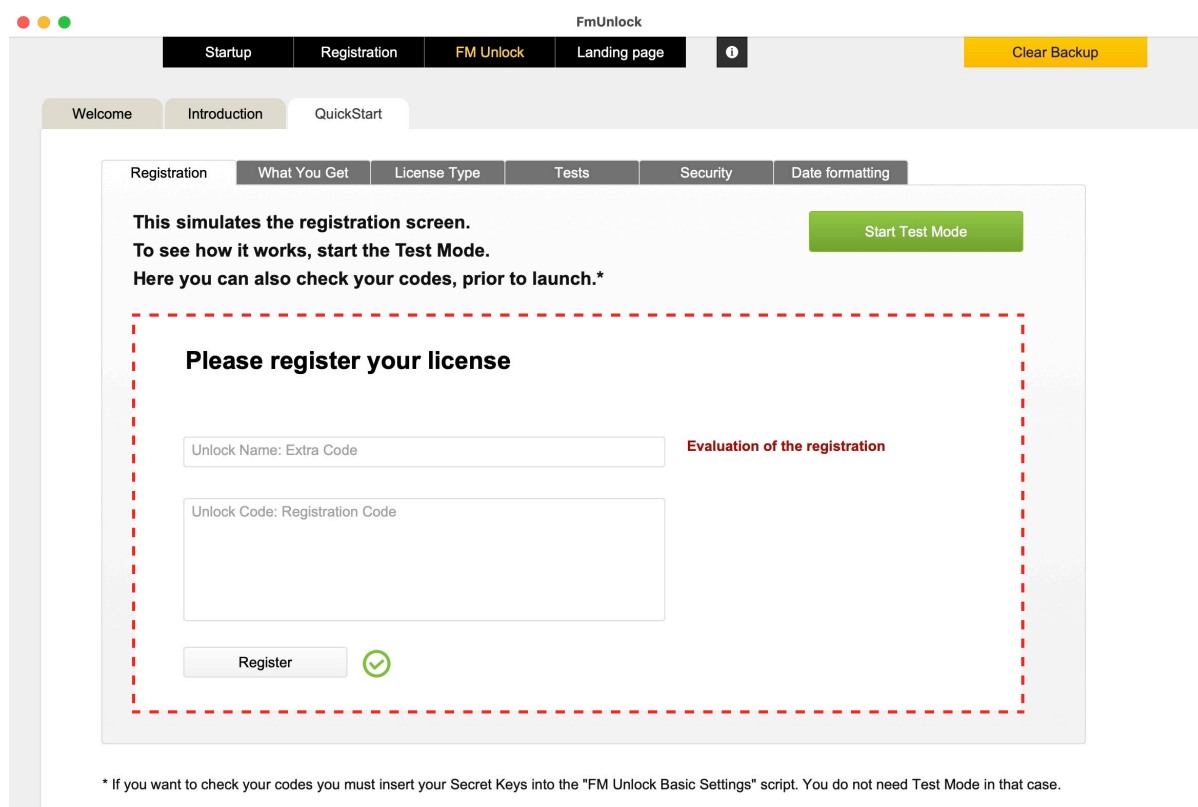 FmUnlock
Startup Registration FM Unlock Landing page Clear Backup
Welcome Introduction QuickStart
Registration What You Get License Type Tests Security Date formatting
This simulates the registration screen.
To see how it works, start the Test Mode.
Here you can also check your codes, prior to launch.*
Start Test Mode
Please register your license
Unlock Name: Extra Code
Evaluation of the registration
Unlock Code: Registration Code
Register
* If you want to check your codes you must insert your Secret Keys into the "FM Unlock Basic Settings" script. You do not need Test Mode in that case.